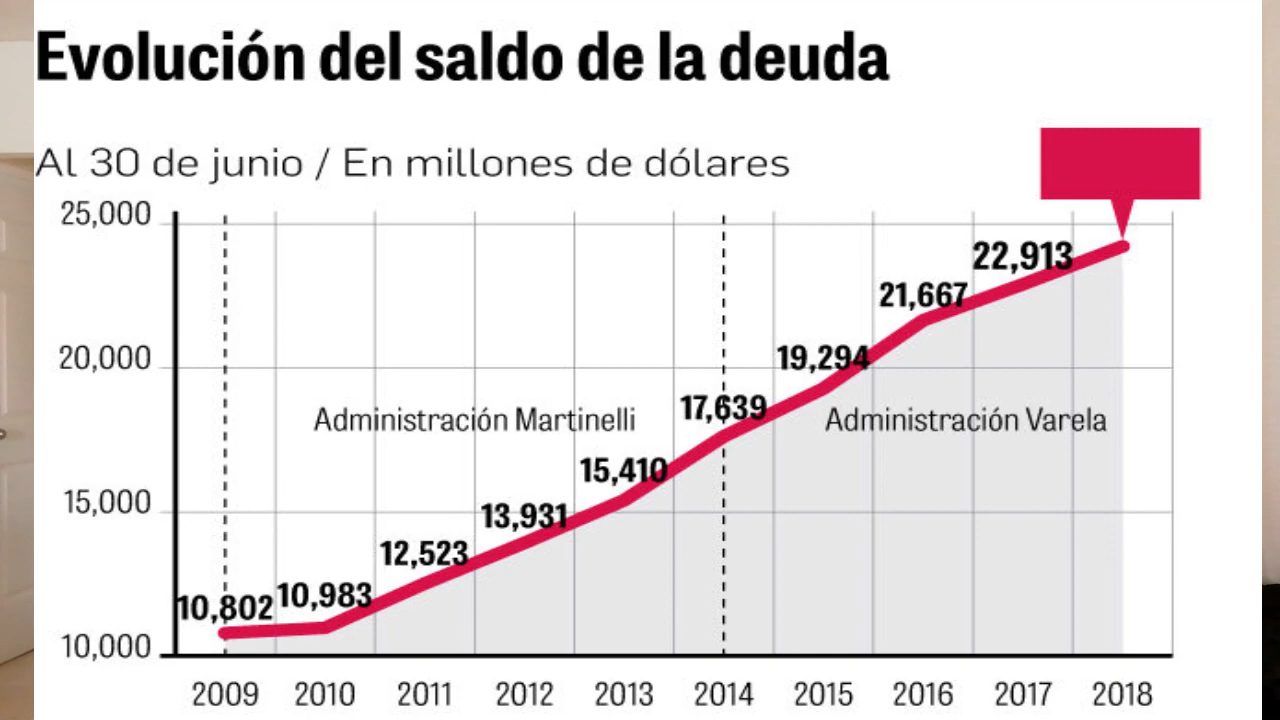 Evolución del saldo de la deuda
Al 30 de junio / En millones de dólares
25,000
22,913
21,667
20,000
19,294
17,639
Administración Martinelli
Administración Varela
15,410
15,000
13,931
12,523
10,983
10,802
10,000
2009 2010 2011 2012 2013 2014 2015 2016 2017 2018